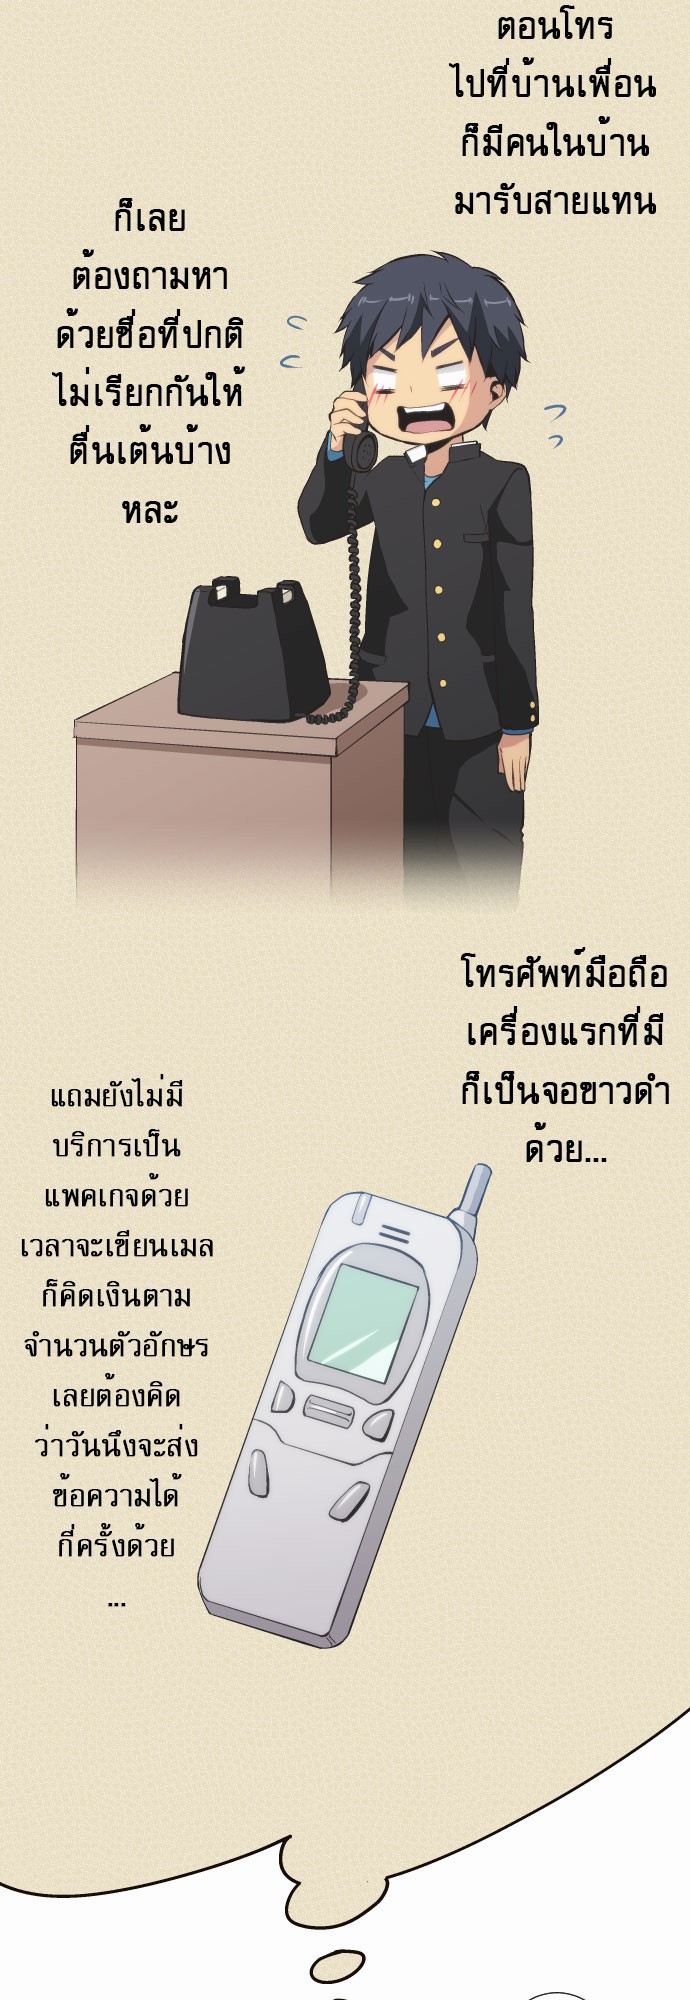 ตอนโทร
ไปที่บ้านเพื่อน
ก็มีคนในบ้าน
มารับสายแทน
ก็เลย
ต้องถามหา
ด้วยชื่อที่ปกติ
ไม่เรียกกันให้
ตื่นเต้นบ้าง
หละ
โทรศัพท์มือถือ
เครื่องแรกที่มี
ก็เป็นจอขาวดำ
ด้วย...
แถมยังไม่มี
บริการเป็น
แพคเกจด้วย
เวลาจะเขียนเมล
ก็คิดเงินตาม
จำนวนตัวอักษร
เลยต้องคิด
ว่าวันนึงจะส่ง
ข้อความได้
กี่ครั้งด้วย
...